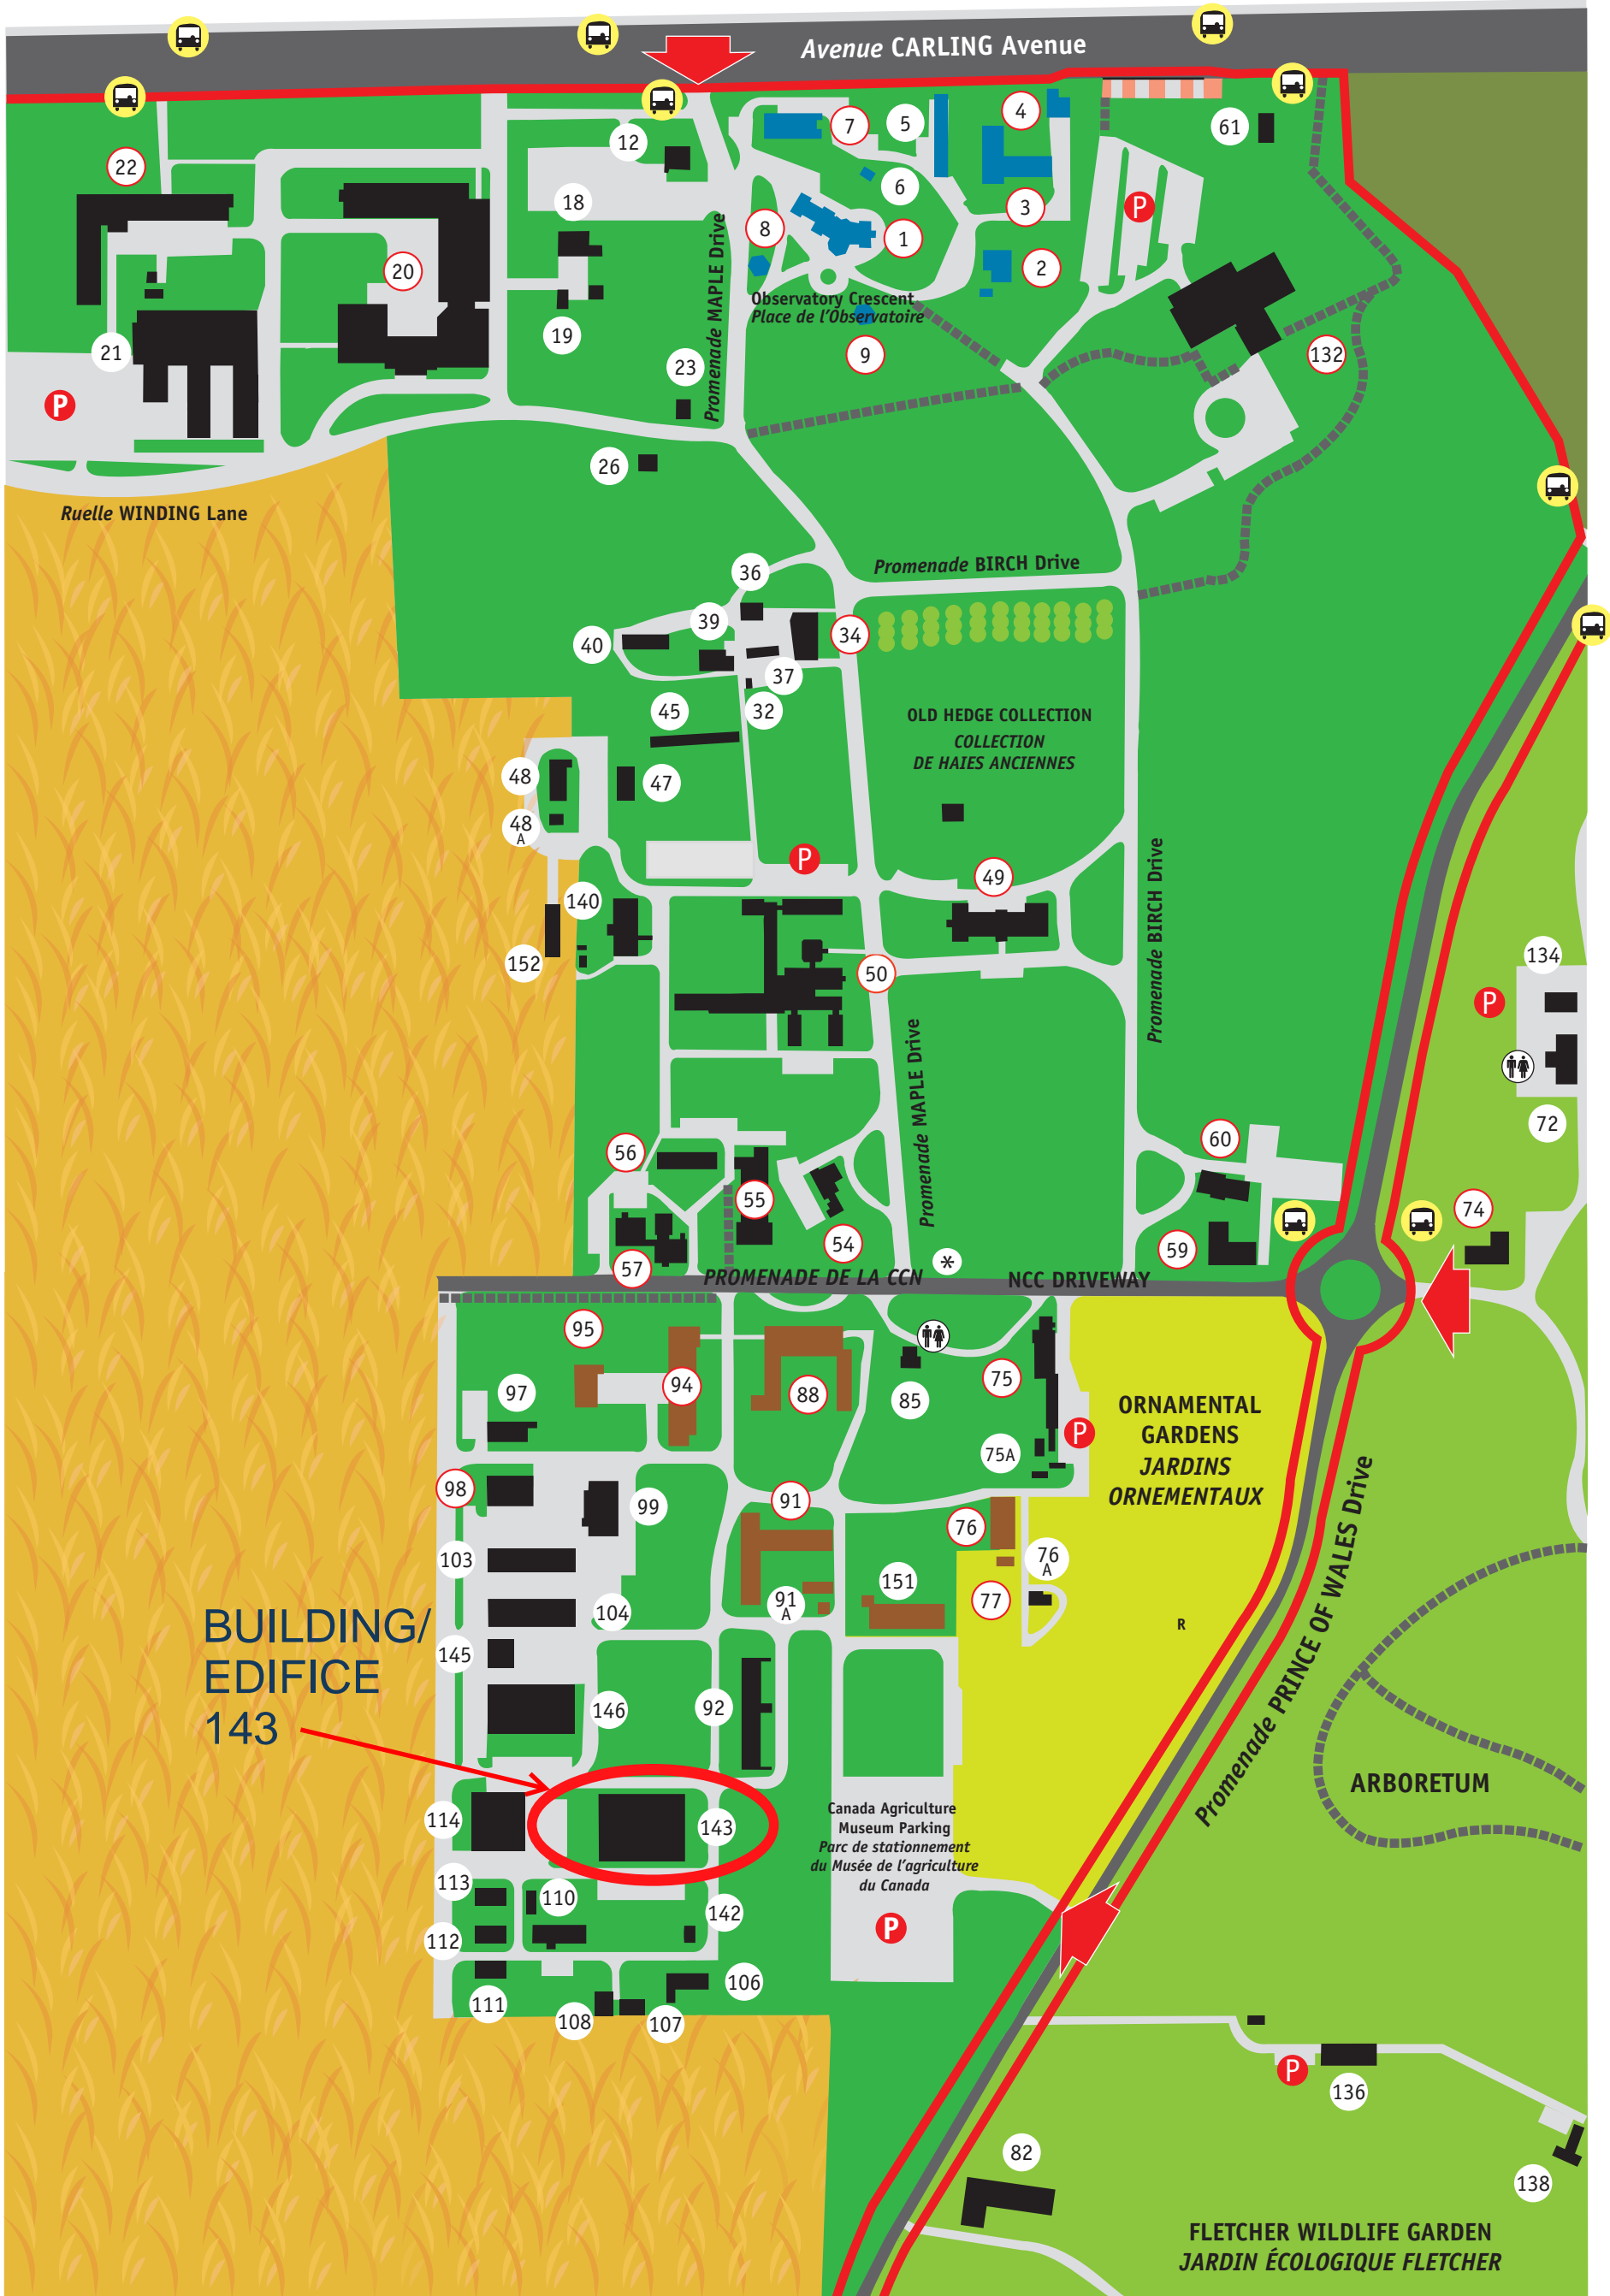 Avenue CARLING Avenue
7
5
4
61
12
22
18
6
3
P
8
1
2
20
Promenade MAPLE Drive
Observatory Crescent
Place de l'Observatoire
19
21
9
132
23
P
26
Ruelle WINDING Lane
Promenade BIRCH Drive
36
39
34
40
37
45
32
OLD HEDGE COLLECTION
COLLECTION
DE HAIES ANCIENNES
48
47
48
A
P
49
Promenade BIRCH Drive
140
152
50
134
P
Promenade MAPLE Drive
72
60
56
55
74
54
59
57
*
PROMENADE DE LA CCN
NCC DRIVEWAY
95
94
88
75
85
97
ORNAMENTAL
GARDENS
JARDINS
ORNEMENTAUX
P
75A
98
99
91
76
103
76
A
151
77
91
A
104
R
Promenade PRINCE OF WALES Drive
BUILDING/
EDIFICE
143
145
146
92
ARBORETUM
114
143
Canada Agriculture
Museum Parking
Parc de stationnement
du Musée de l'agriculture
du Canada
113
110
142
112
P
106
111
108
107
P
136
82
138
FLETCHER WILDLIFE GARDEN
JARDIN ÉCOLOGIQUE FLETCHER